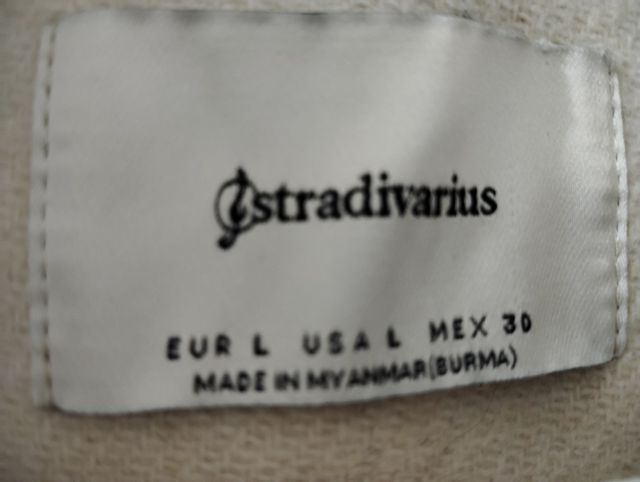 stradivarius
EUR L USA L MEX 30
MADE IN MYANMAR (BURMA)